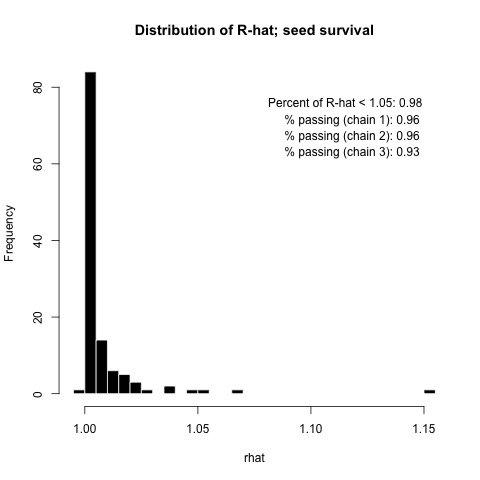 Distribution of R-hat; seed survival
Percent of R-hat < 1.05: 0.98
% passing (chain 1): 0.96
% passing (chain 2): 0.96
% passing (chain 3): 0.93
Frequency
80
60
40
20
0
1.00 1.05 1.10 1.15
rhat